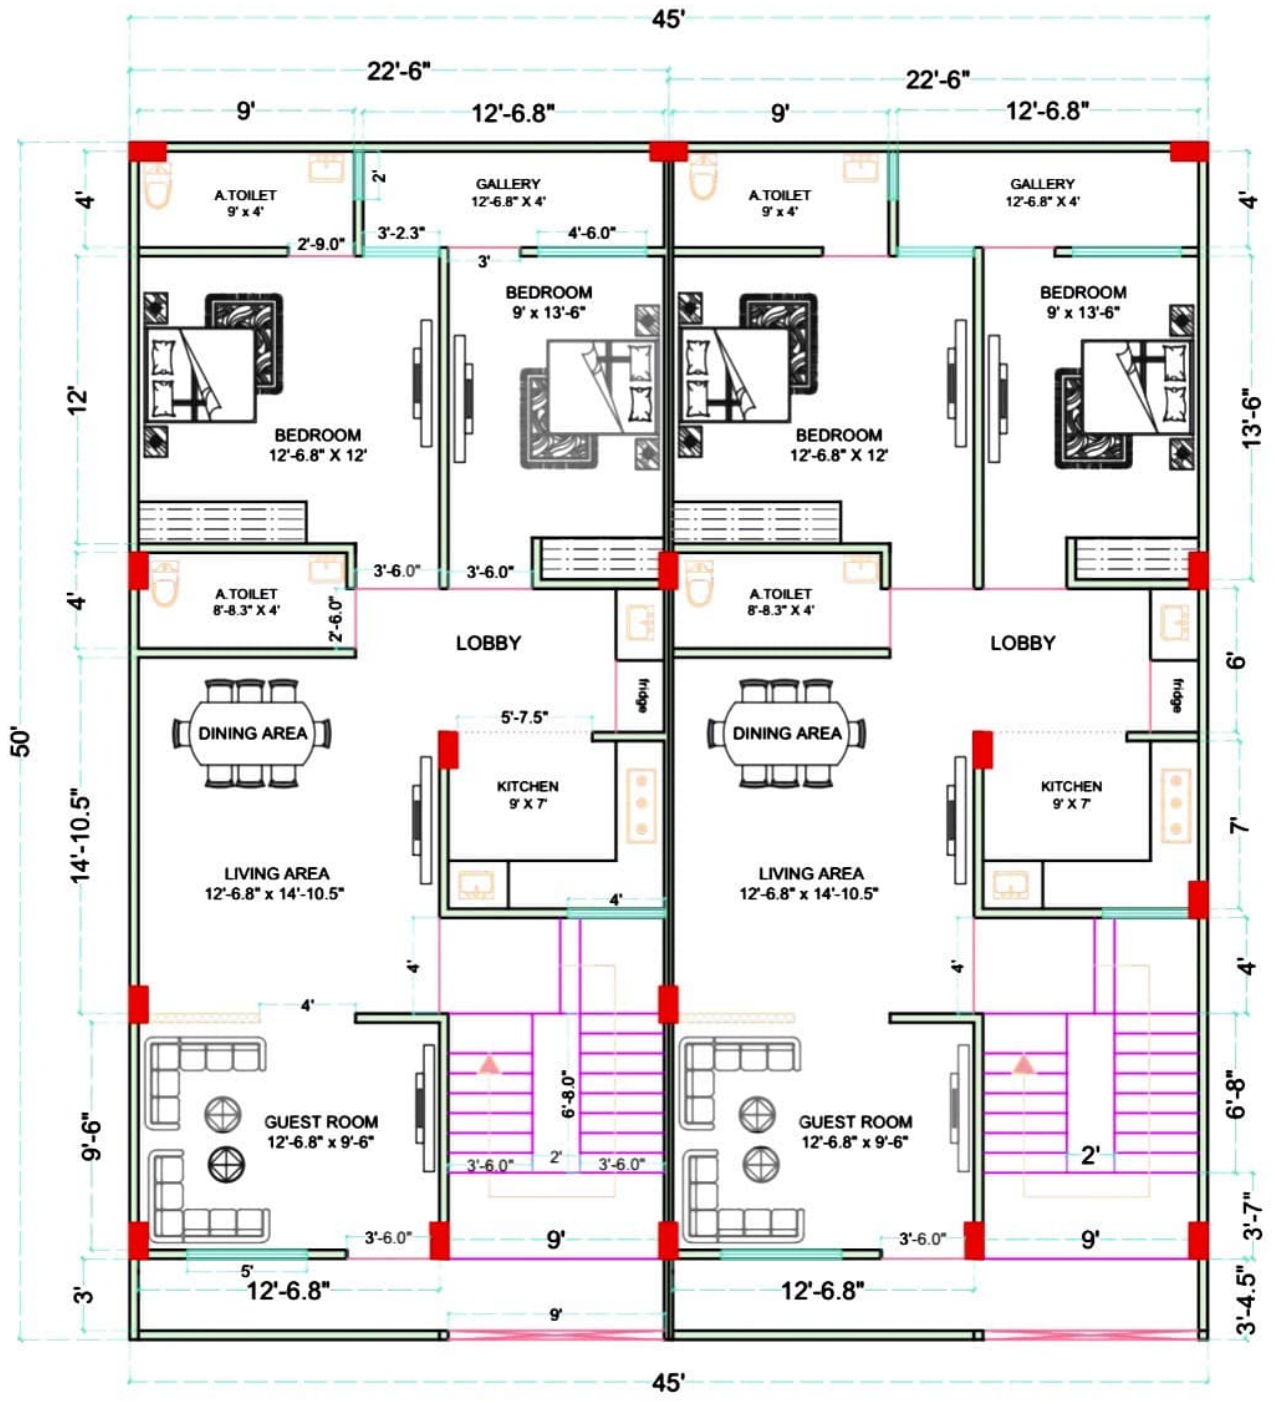 45'
22'-6"
22'-6"
9'
12'-6.8"
9'
12'-6.8"
4'
A.TOILET
9' x 4'
2'
GALLERY
12'-6.8" X 4'
A.TOILET
9' x 4'
GALLERY
12'-6.8" X 4'
4'
2'-9.0"
3'-2.3"
3'
4'-6.0"
BEDROOM
9' x 13'-6"
BEDROOM
9' x 13'-6"
12'
BEDROOM
12'-6.8" X 12'
BEDROOM
12'-6.8" X 12'
13'-6"
4'
A.TOILET
8'-8.3" X 4'
3'-6.0"
3'-6.0"
2'-6.0"
A.TOILET
8'-8.3" X 4'
LOBBY
LOBBY
6'
fridge
fridge
50'
DINING AREA
5'-7.5"
DINING AREA
KITCHEN
9' X 7'
KITCHEN
9' X 7'
7'
14'-10.5"
LIVING AREA
12'-6.8" x 14'-10.5"
LIVING AREA
12'-6.8" x 14'-10.5"
4'
4'
4'
4'
4'
9'-6"
GUEST ROOM
12'-6.8" x 9'-6"
6'-8.0"
GUEST ROOM
12'-6.8" x 9'-6"
6'-8"
3'-6.0"
2'
3'-6.0"
2'
3'-6.0"
9'
3'-6.0"
9'
3'-7"
5'
12'-6.8"
12'-6.8"
3'
9'
3'-4.5"
45'